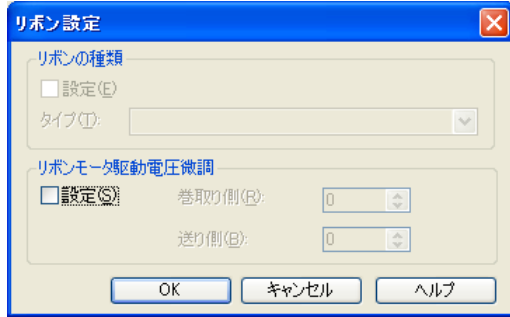 リボン設定
リボンの種類
設定(E)
タイプ(T):
リボンモータ駆動電圧微調
設定(S) 巻取り側(R): 0
送り側(B): 0
OK キャンセル ヘルプ